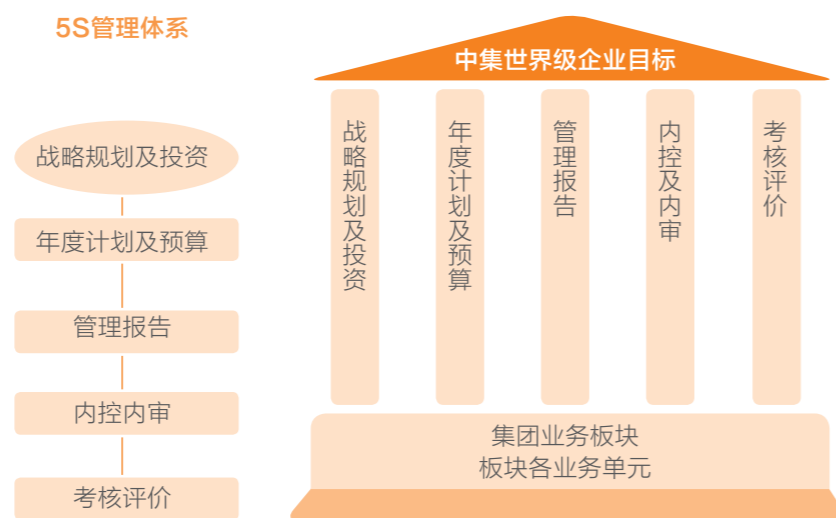 5S管理体系
战略规划及投资
年度计划及预算
管理报告
内控内审
考核评价
中集世界级企业目标
战略规划及投资
年度计划及预算
管理报告
内控及内审
考核评价
集团业务板块
板块各业务单元